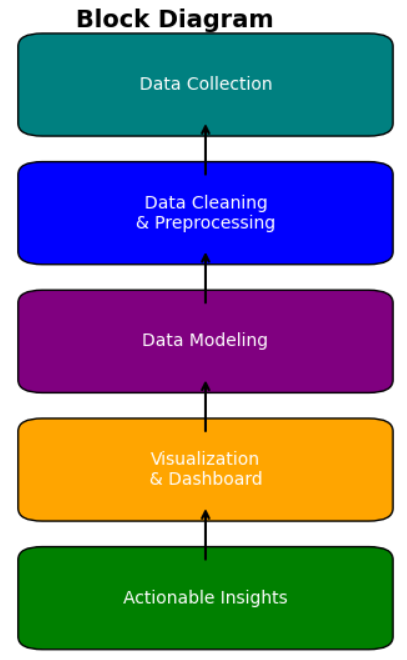 Block Diagram
Data Collection
Data Cleaning
& Preprocessing
Data Modeling
Visualization
& Dashboard
Actionable Insights